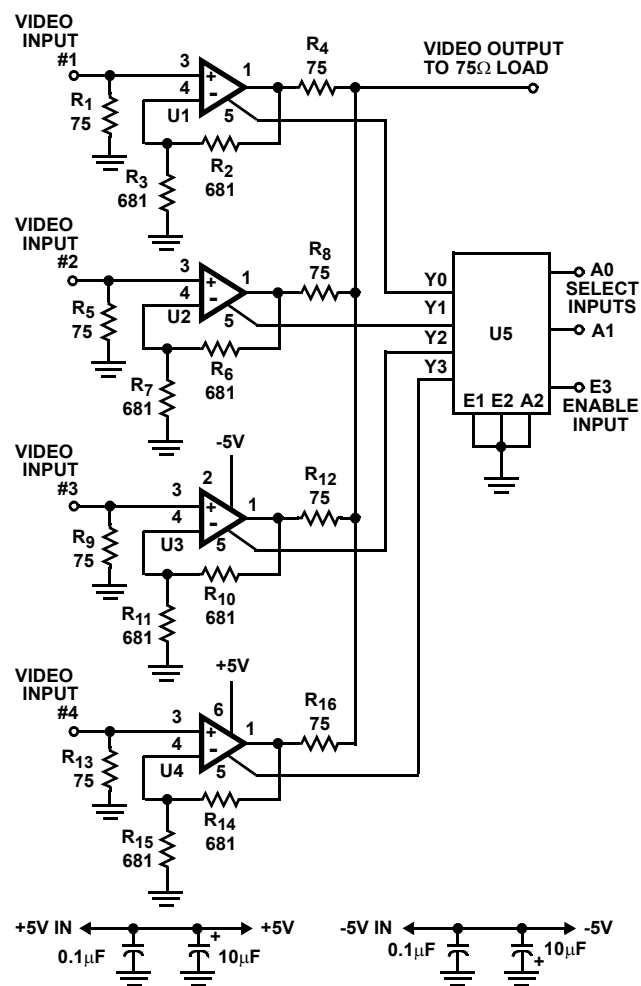 VIDEO
INPUT
#1
3
+
4
-
1
U1
5
R1
75
R4
75
R2
681
R3
681
VIDEO OUTPUT
TO 75Ω LOAD
VIDEO
INPUT
#2
3
+
4
-
1
U2
5
R5
75
R8
75
R6
681
R7
681
Y0
Y1
Y2
Y3
U5
E1 E2 A2
A0
SELECT
INPUTS
A1
E3
ENABLE
INPUT
VIDEO
INPUT
#3
-5V
2
3
+
4
-
1
U3
5
R9
75
R12
75
R10
681
R11
681
VIDEO
INPUT
#4
+5V
6
3
+
4
-
1
U4
5
R13
75
R16
75
R14
681
R15
681
+5V IN
+5V
0.1µF
+
10µF
-5V IN
-5V
0.1µF
+
10µF